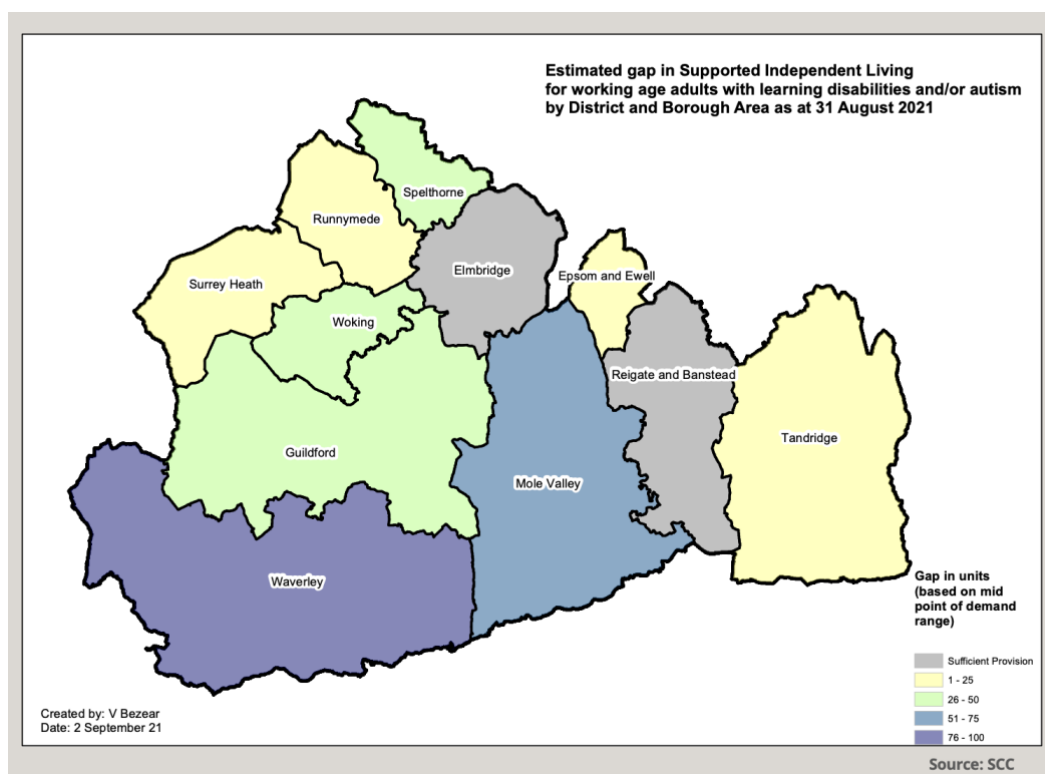 Estimated gap in Supported Independent Living
for working age adults with learning disabilities and/or autism
by District and Borough Area as at 31 August 2021
Spelthorne
Runnymede
Elmbridge
Epsom and Ewell
Surrey Heath
Woking
Reigate and Banstead
Tandridge
Guildford
Mole Valley
Waverley
Gap in units
(based on mid
point of demand
range)
Sufficient Provision
1 - 25
26 - 50
51 - 75
76 - 100
Created by: V Bezear
Date: 2 September 21
Source: SCC